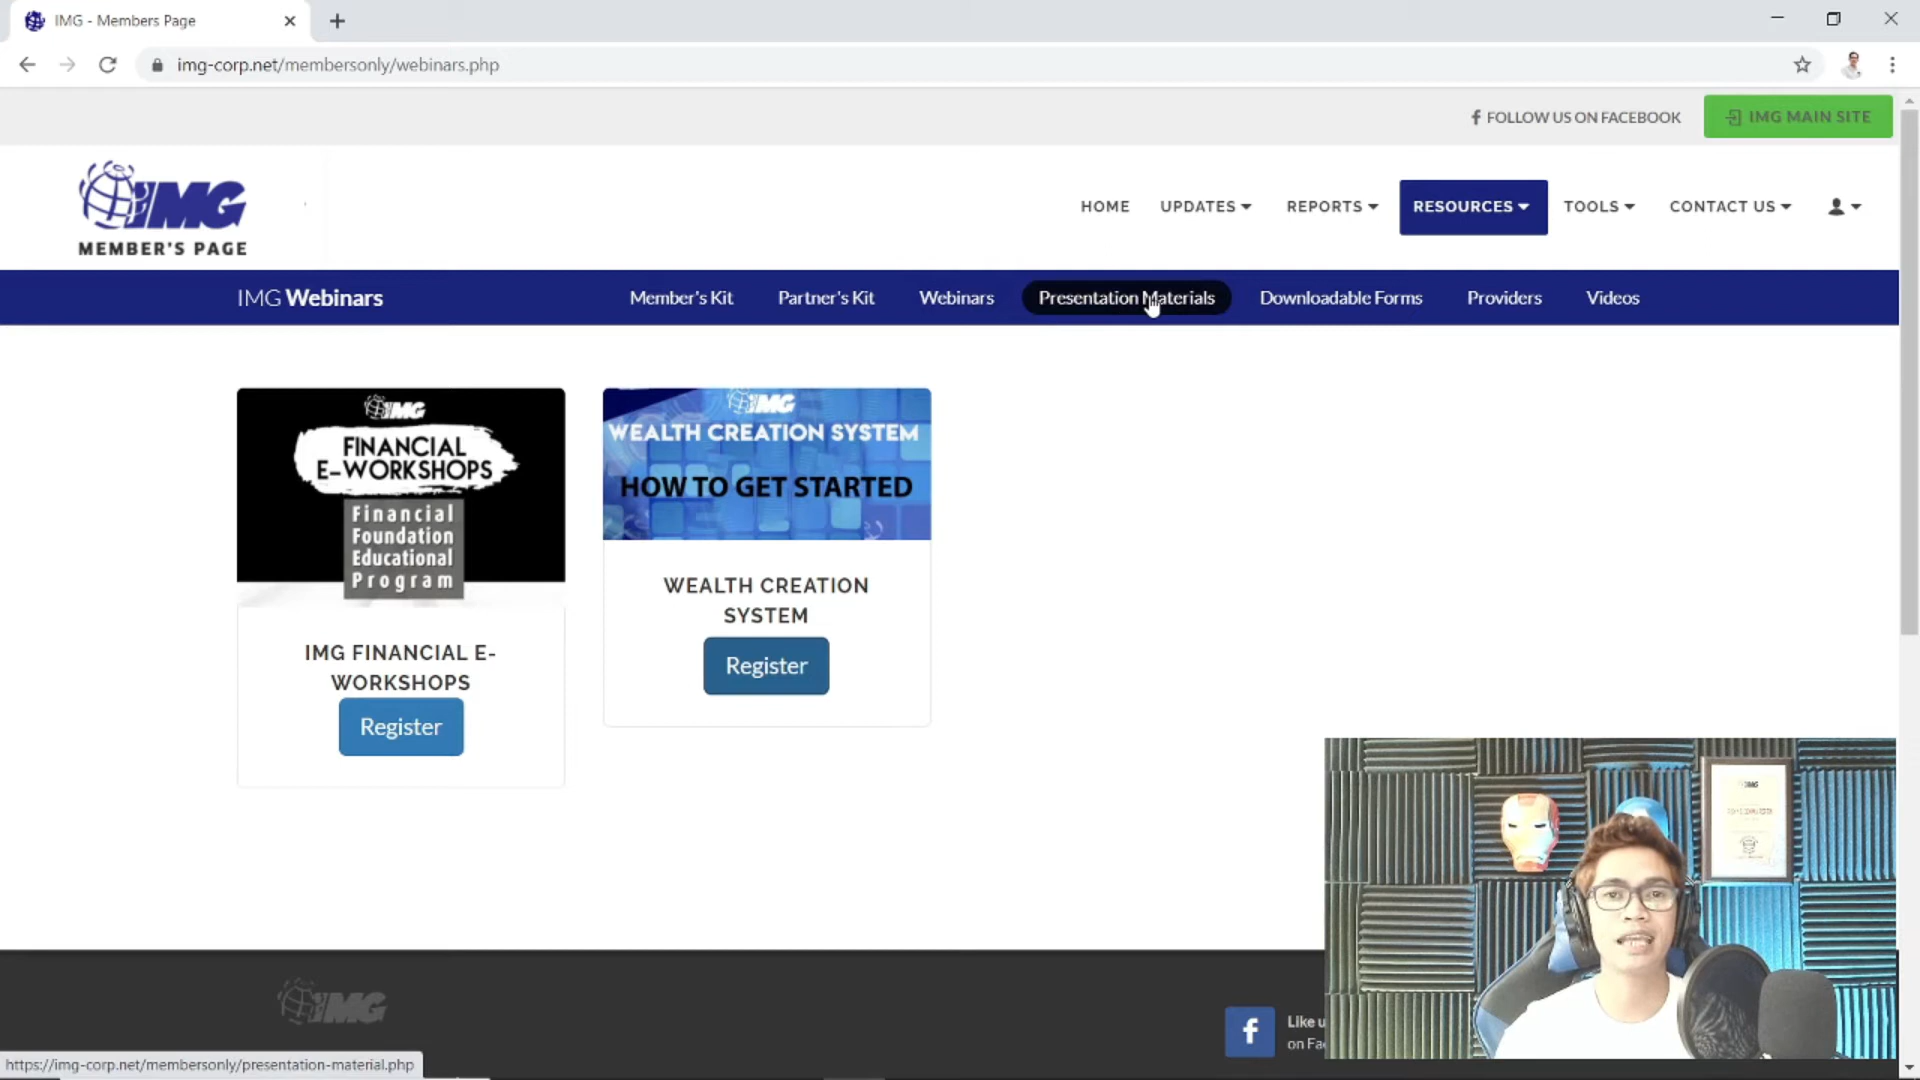 IMG - Members Page
img-corp.net/membersonly/webinars.php
FOLLOW US ON FACEBOOK
IMG MAIN SITE
IMG
MEMBER'S PAGE
HOME
UPDATES
REPORTS
RESOURCES
TOOLS
CONTACT US
IMG Webinars
Member's Kit
Partner's Kit
Webinars
Presentation Materials
Downloadable Forms
Providers
Videos
IMG
FINANCIAL
E-WORKSHOPS
Financial
Foundation
Educational
Program
IMG FINANCIAL E-
WORKSHOPS
Register
IMG
WEALTH CREATION SYSTEM
HOW TO GET STARTED
WEALTH CREATION
SYSTEM
Register
IMG
f
Like u
on Fa
https://img-corp.net/membersonly/presentation-material.php